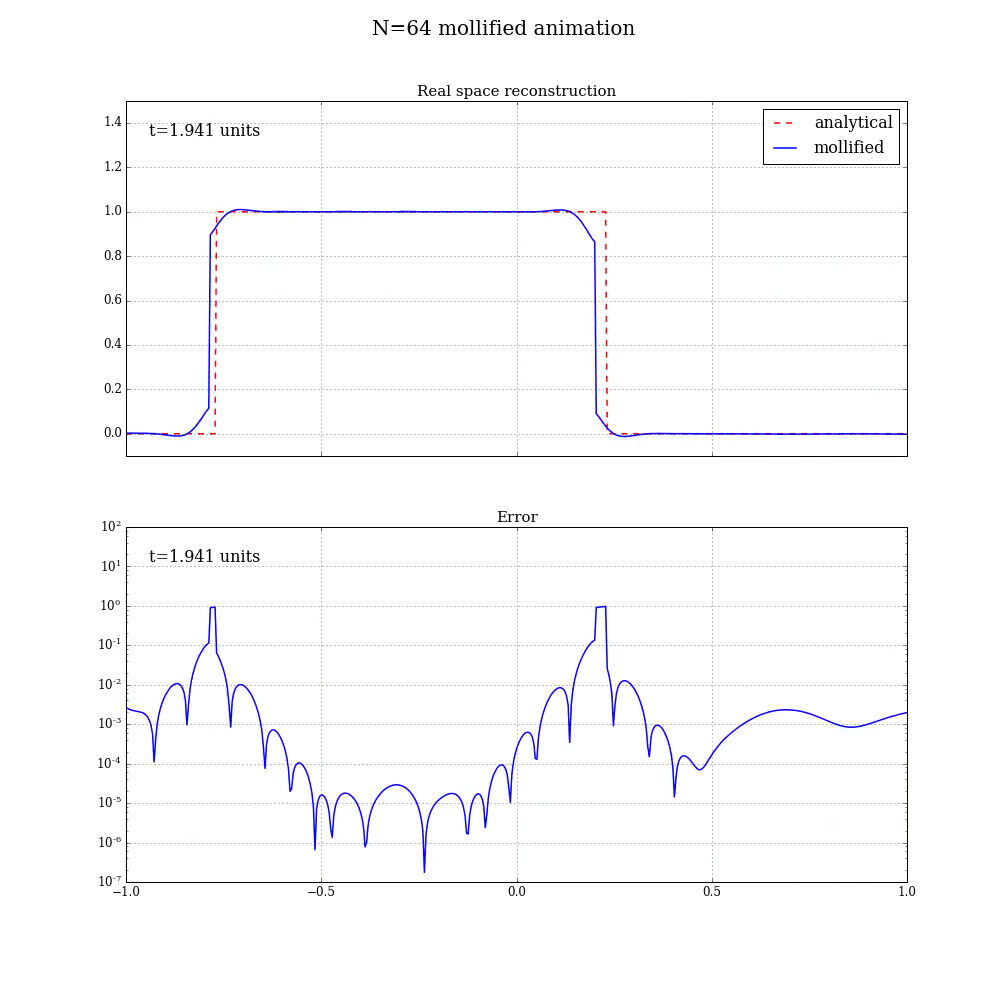 N=64 mollified animation
Real space reconstruction
t=1.941 units
analytical
mollified
1.4
1.2
1.0
0.8
0.6
0.4
0.2
0.0
Error
t=1.941 units
10²
10¹
10⁰
10⁻¹
10⁻²
10⁻³
10⁻⁴
10⁻⁵
10⁻⁶
10⁻⁷
−1.0 −0.5 0.0 0.5 1.0